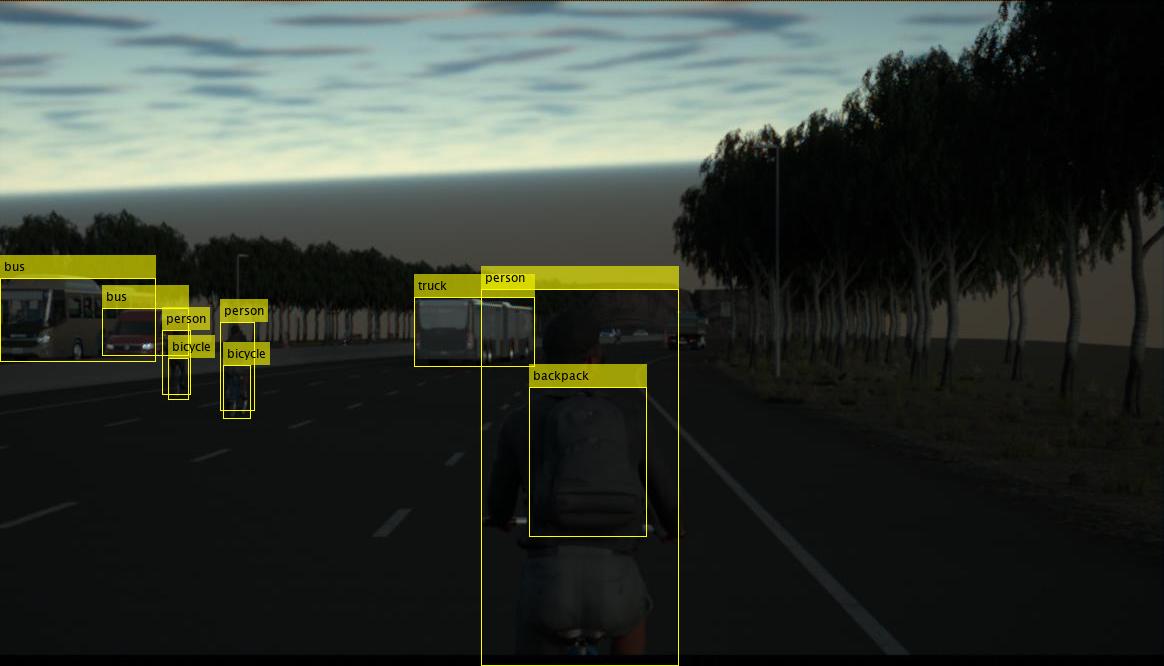 bus
bus
person
bicycle
person
bicycle
truck
person
backpack